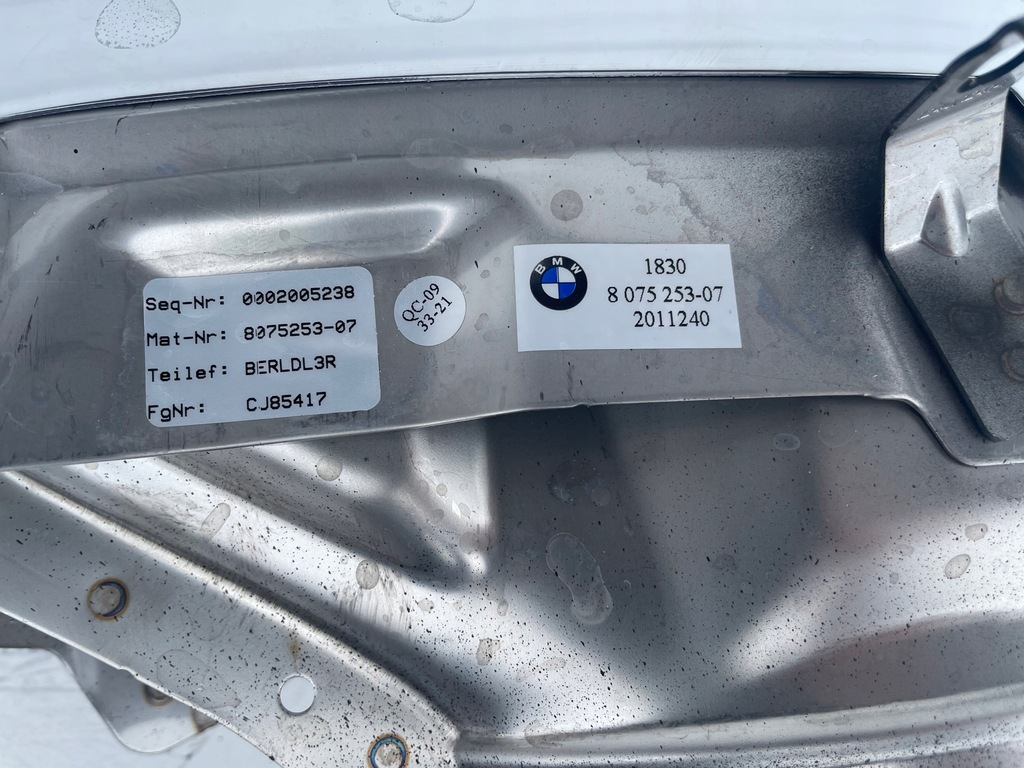 Seq-Nr: 0002005238
Mat-Nr: 8075253-07
Teilef: BERLDL3R
FgNr: CJ85417
QC-09
33-21
BMW
1830
8 075 253-07
2011240